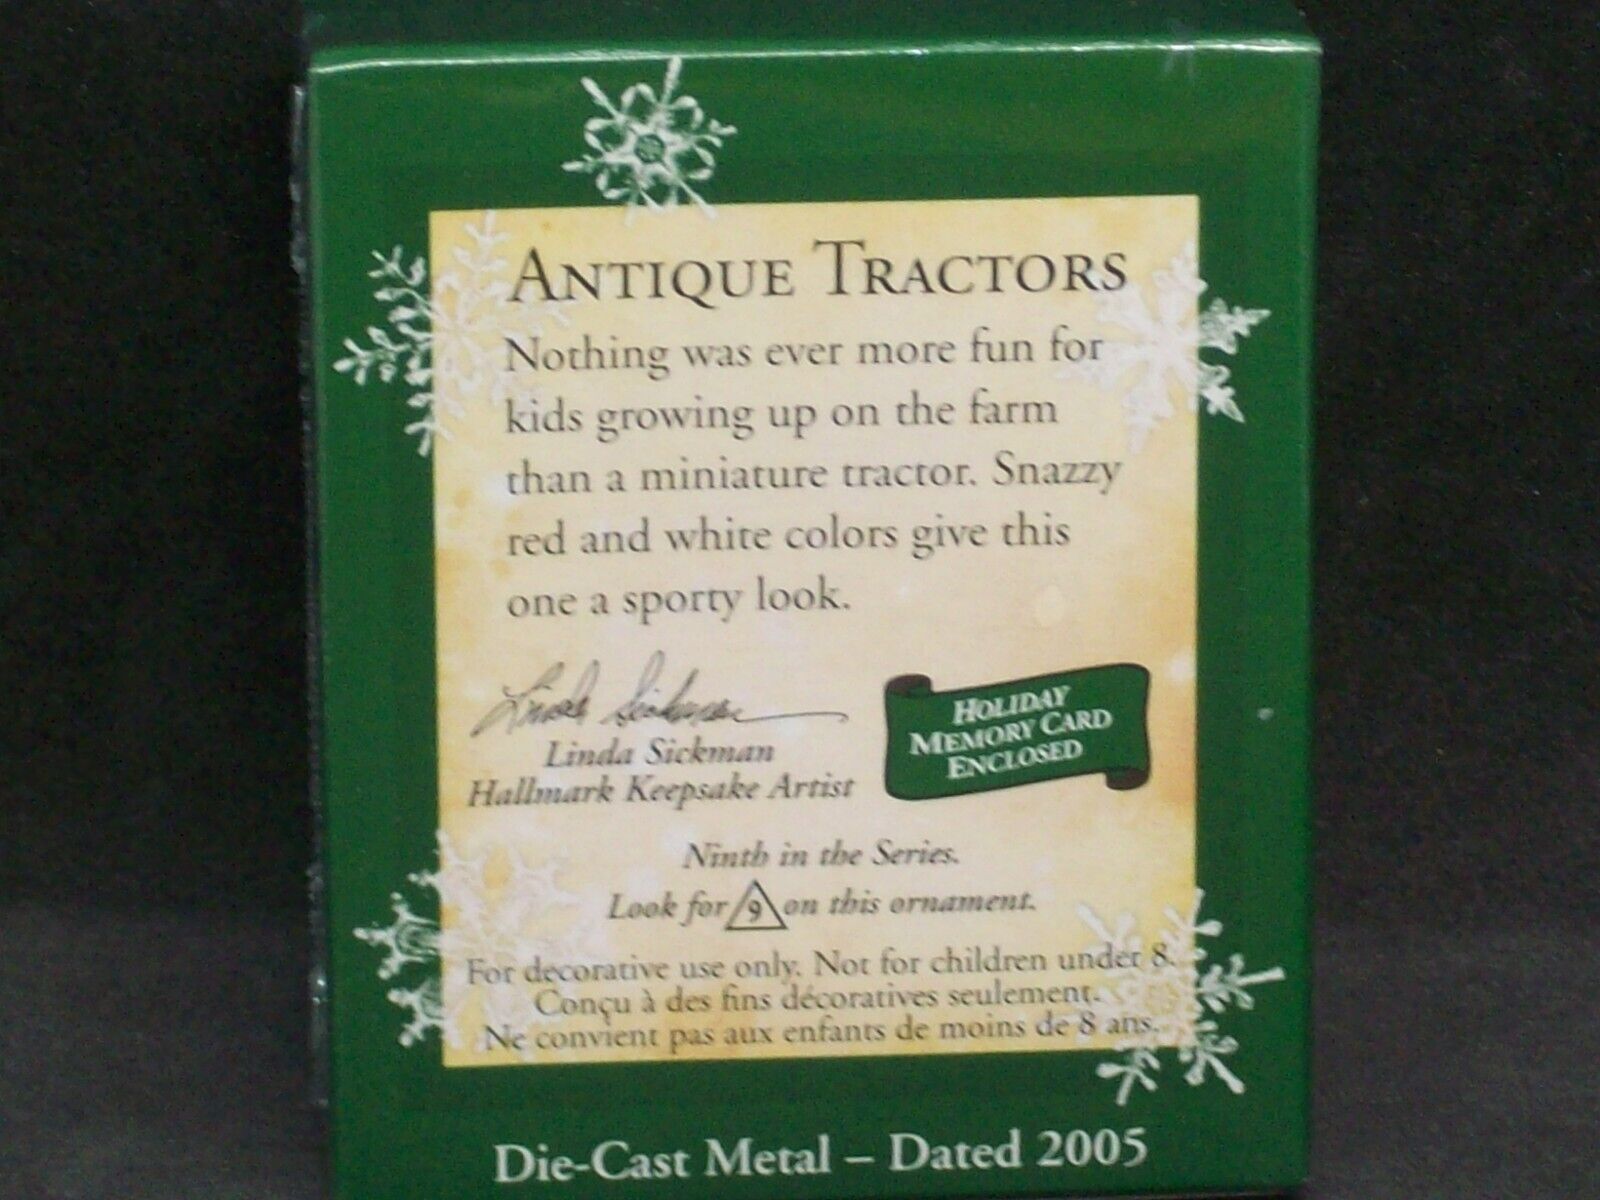 ANTIQUE TRACTORS
Nothing was ever more fun for
kids growing up on the farm
than a miniature tractor. Snazzy
red and white colors give this
one a sporty look.
Linda Sickman
Linda Sickman
Hallmark Keepsake Artist
HOLIDAY
MEMORY CARD
ENCLOSED
Ninth in the Series.
Look for 9 on this ornament.
For decorative use only. Not for children under 8.
Conçu à des fins décoratives seulement.
Ne convient pas aux enfants de moins de 8 ans.
Die-Cast Metal – Dated 2005